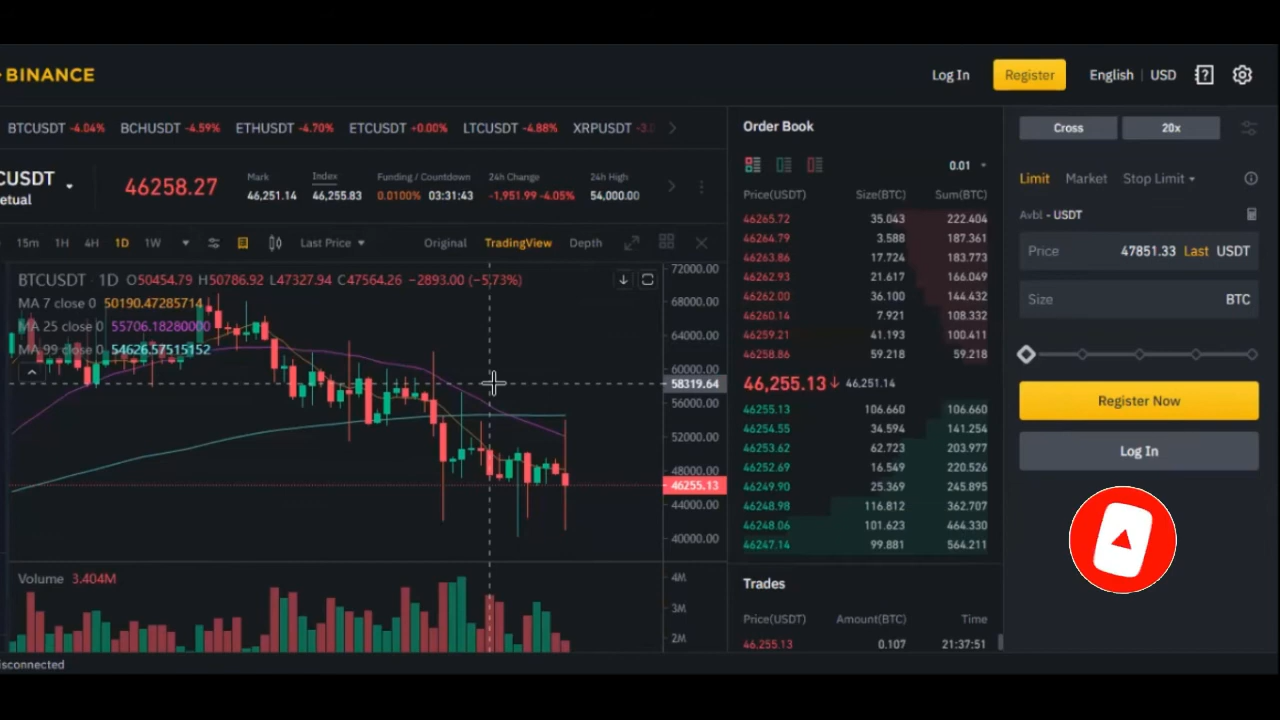 BINANCE
Log In Register English USD
BTCUSDT -4.04% BCHUSDT -4.59% ETHUSDT -4.70% ETCUSDT +0.00% LTCUSDT -4.88% XRPUSDT
CUSDT 46258.27
etual
Mark Index Funding / Countdown 24h Change 24h High
46,251.14 46,255.83 0.0100% 03:31:43 -1,951.99 -4.05% 54,000.00
15m 1H 4H 1D 1W Last Price Original TradingView Depth
BTCUSDT · 1D O50454.79 H50786.92 L47327.94 C47564.26 −2893.00 (−5.73%)
MA 7 close 0 50190.47285714
MA 25 close 0 55706.18280000
MA 99 close 0 54626.57515152
72000.00
68000.00
64000.00
60000.00
58319.64
56000.00
52000.00
48000.00
46255.13
44000.00
40000.00
Volume 3.404M
4M
3M
2M
isconnected
Order Book
0.01
Price(USDT) Size(BTC) Sum(BTC)
46265.72 35.043 222.404
46264.79 3.588 187.361
46263.86 17.724 183.773
46262.93 21.617 166.049
46262.00 36.100 144.432
46260.14 7.921 108.332
46259.21 41.193 100.411
46258.86 59.218 59.218
46,255.13↓ 46,251.14
46255.13 106.660 106.660
46254.55 34.594 141.254
46253.62 62.723 203.977
46252.69 16.549 220.526
46249.90 25.369 245.895
46248.98 116.812 362.707
46248.06 101.623 464.330
46247.14 99.881 564.211
Trades
Price(USDT) Amount(BTC) Time
46,255.13 0.107 21:37:51
Cross 20x
Limit Market Stop Limit
Avbl - USDT
Price 47851.33 Last USDT
Size BTC
Register Now
Log In